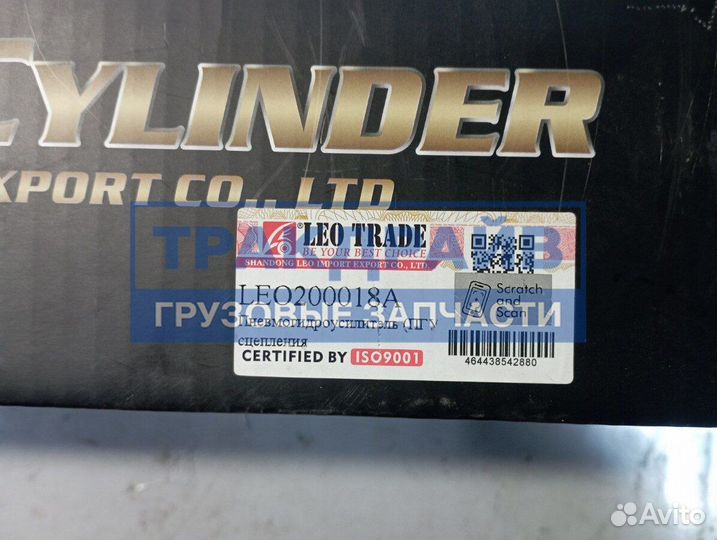 CYLINDER
EXPORT CO., LTD
ТРАКДРАЙВ
ГРУЗОВЫЕ ЗАПЧАСТИ
® LEO TRADE
BE YOUR BEST CHOICE
SHANDONG LEO IMPORT EXPORT CO., LTD.
LEO200018A
Scratch
and
Scan
Пневмогидроусилитель (ПГУ
сцепления
CERTIFIED BY ISO9001
464438542880
Avito